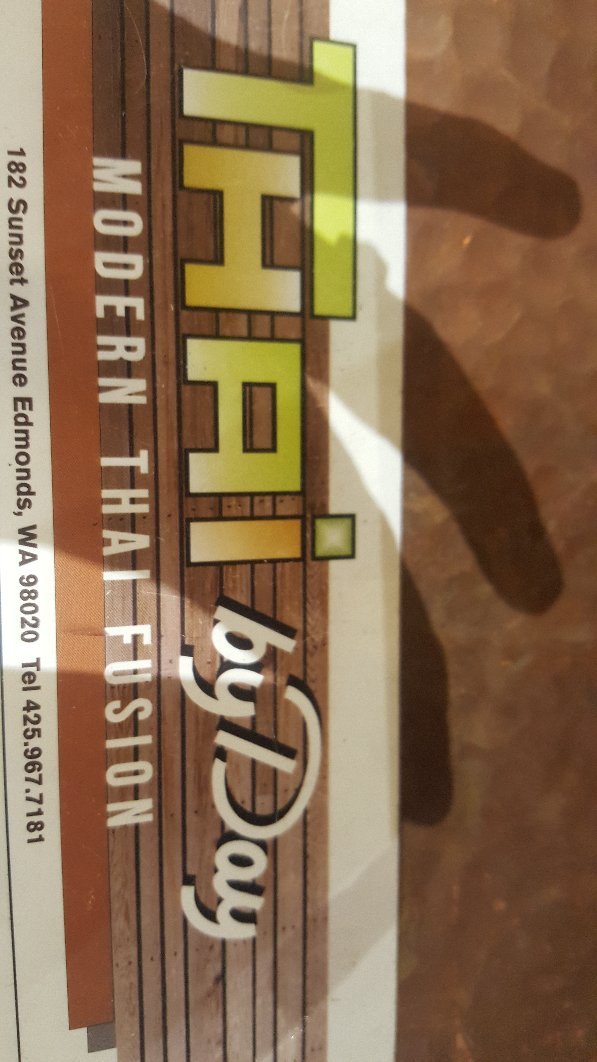 THAi
by Day
MODERN THAI FUSION
182 Sunset Avenue Edmonds, WA 98020 Tel 425.967.7181